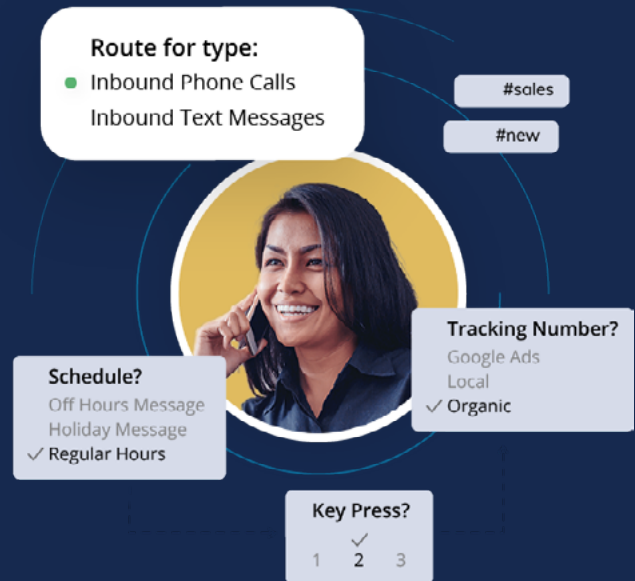 Route for type:
Inbound Phone Calls
Inbound Text Messages
#sales
#new
Tracking Number?
Google Ads
Local
Organic
Schedule?
Off Hours Message
Holiday Message
Regular Hours
Key Press?
1 2 3